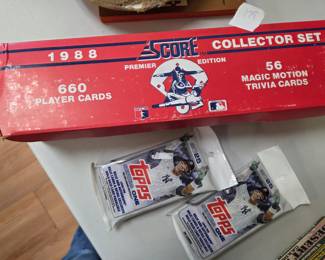 1988 SCORE COLLECTOR SET
PREMIER EDITION
660
PLAYER CARDS
56
MAGIC MOTION
TRIVIA CARDS
topps
topps